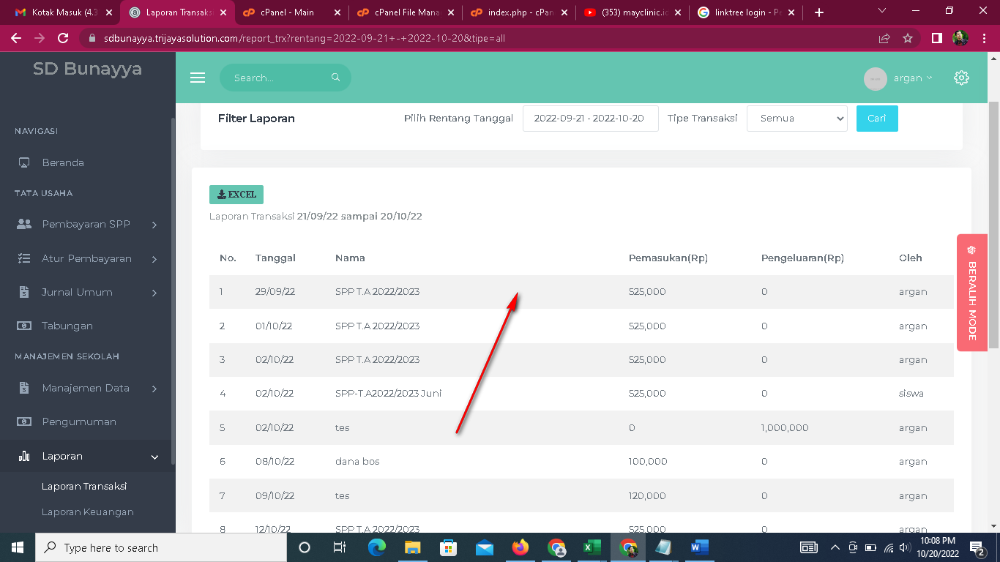 Kotak Masuk (4.3
Laporan Transaks
cPanel - Main
cPanel File Mana
index.php - cPan
(353) mayclinic.ic
linktree login - Pe
sdbunayya.trijayasolution.com/report_trx?rentang=2022-09-21+-+2022-10-20&tipe=all
SD Bunayya
Search...
argan
NAVIGASI
Beranda
TATA USAHA
Pembayaran SPP
Atur Pembayaran
Jurnal Umum
Tabungan
MANAJEMEN SEKOLAH
Manajemen Data
Pengumuman
Laporan
Laporan Transaksi
Laporan Keuangan
Filter Laporan Pilih Rentang Tanggal 2022-09-21 - 2022-10-20 Tipe Transaksi Semua Cari
EXCEL
Laporan Transaksi 21/09/22 sampai 20/10/22
No. Tanggal Nama Pemasukan(Rp) Pengeluaran(Rp) Oleh
1 29/09/22 SPP T.A 2022/2023 525,000 0 argan
2 01/10/22 SPP T.A 2022/2023 525,000 0 argan
3 02/10/22 SPP T.A 2022/2023 525,000 0 argan
4 02/10/22 SPP-T.A2022/2023 Juni 525,000 0 siswa
5 02/10/22 tes 0 1,000,000 argan
6 08/10/22 dana bos 100,000 0 argan
7 09/10/22 tes 120,000 0 argan
8 12/10/22 SPP T.A 2022/2023 525,000 0 argan
BERALIH MODE
Type here to search
10:08 PM
10/20/2022
2